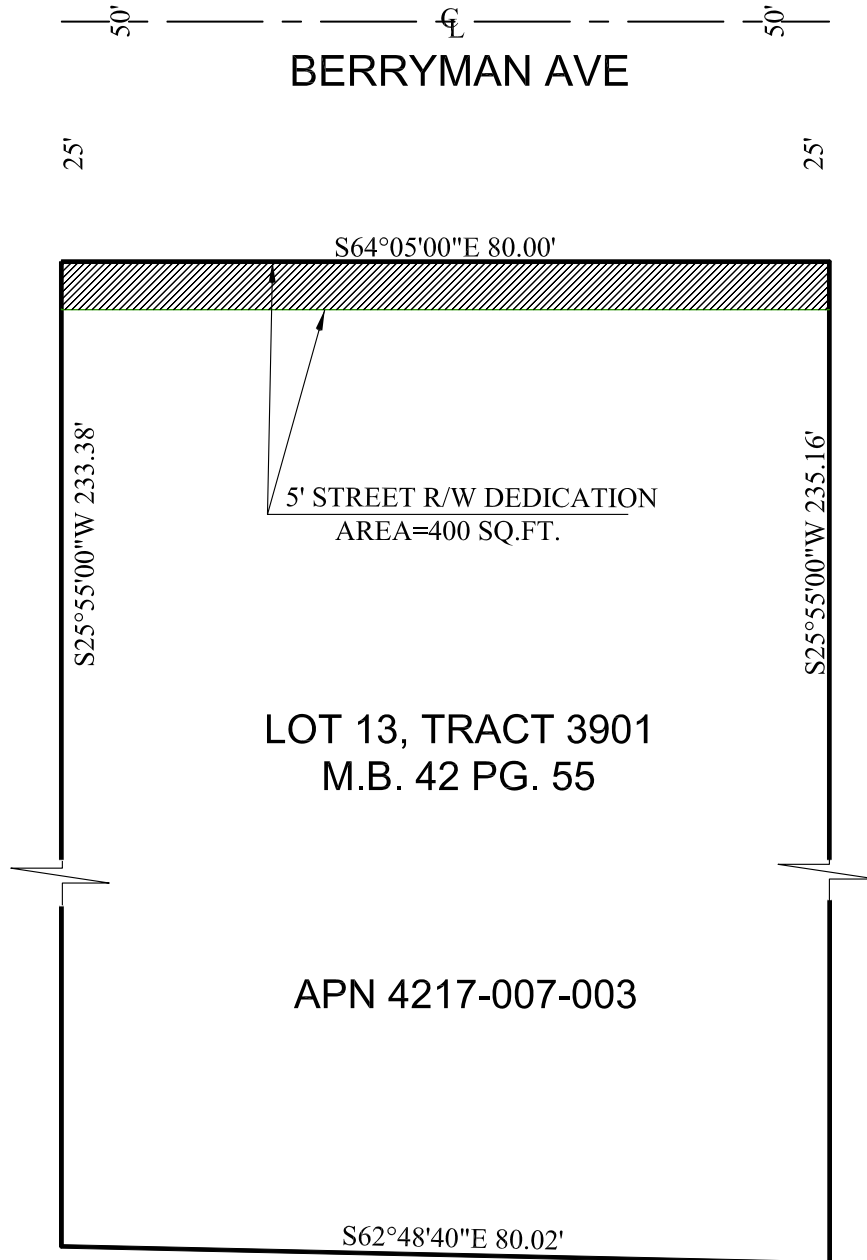 50' ℄ 50'
BERRYMAN AVE
25' 25'
S64°05'00"E 80.00'
S25°55'00"W 233.38'
S25°55'00"W 235.16'
5' STREET R/W DEDICATION
AREA=400 SQ.FT.
LOT 13, TRACT 3901
M.B. 42 PG. 55
APN 4217-007-003
S62°48'40"E 80.02'